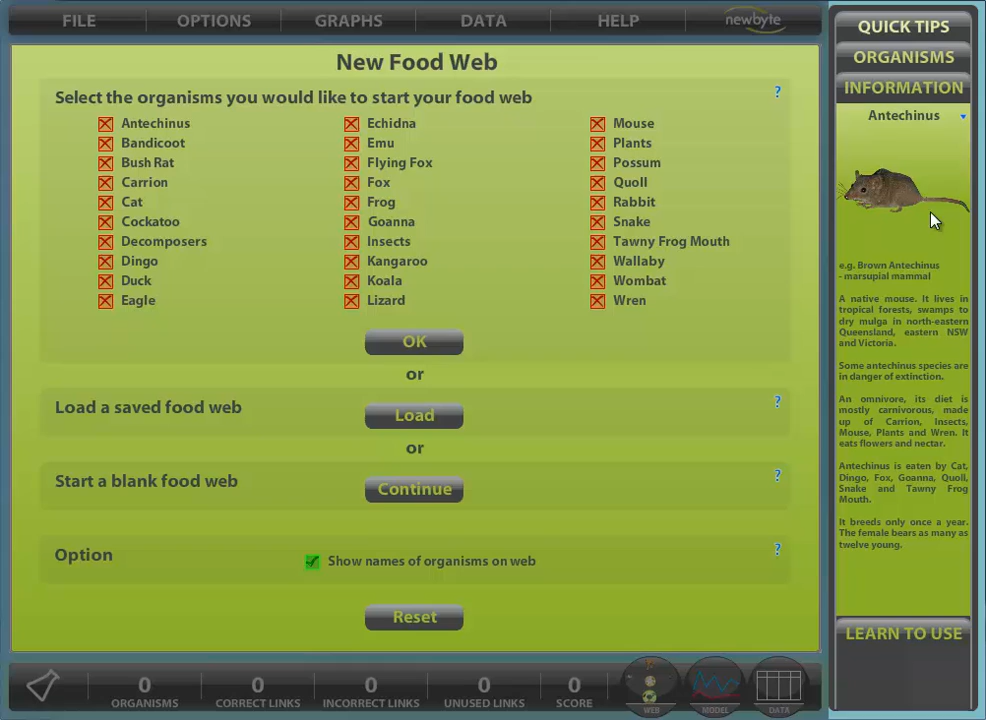 FILE OPTIONS GRAPHS DATA HELP newbyte
New Food Web
Select the organisms you would like to start your food web ?
Antechinus Echidna Mouse
Bandicoot Emu Plants
Bush Rat Flying Fox Possum
Carrion Fox Quoll
Cat Frog Rabbit
Cockatoo Goanna Snake
Decomposers Insects Tawny Frog Mouth
Dingo Kangaroo Wallaby
Duck Koala Wombat
Eagle Lizard Wren
OK
or
Load a saved food web Load ?
or
Start a blank food web Continue ?
Option Show names of organisms on web ?
Reset
0 0 0 0 0
ORGANISMS CORRECT LINKS INCORRECT LINKS UNUSED LINKS SCORE WEB MODEL DATA
QUICK TIPS
ORGANISMS
INFORMATION
Antechinus
e.g. Brown Antechinus
- marsupial mammal
A native mouse. It lives in
tropical forests, swamps to
dry mulga in north-eastern
Queensland, eastern NSW
and Victoria.
Some antechinus species are
in danger of extinction.
An omnivore, its diet is
mostly carnivorous, made
up of Carrion, Insects,
Mouse, Plants and Wren. It
eats flowers and nectar.
Antechinus is eaten by Cat,
Dingo, Fox, Goanna, Quoll,
Snake and Tawny Frog
Mouth.
It breeds only once a year.
The female bears as many as
twelve young.
LEARN TO USE